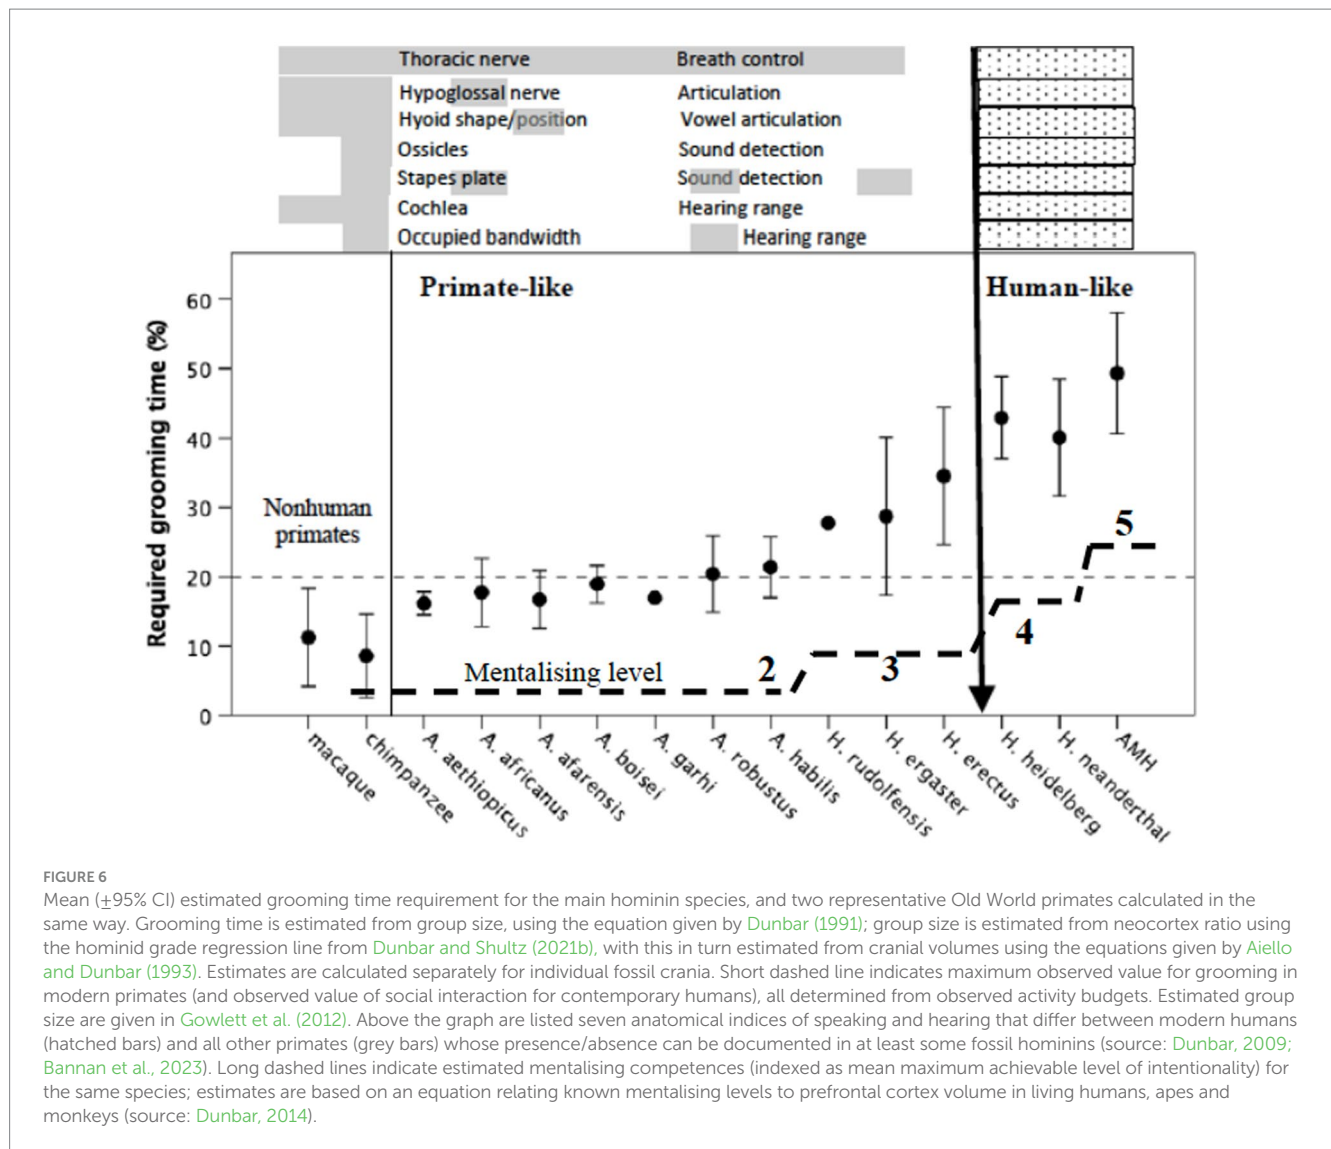 Thoracic nerve Breath control
Hypoglossal nerve Articulation
Hyoid shape/position Vowel articulation
Ossicles Sound detection
Stapes plate Sound detection
Cochlea Hearing range
Occupied bandwidth Hearing range
Primate-like Human-like
Required grooming time (%)
60
50
40
30
20
10
0
Nonhuman
primates
Mentalising level
2
3
4
5
macaque
chimpanzee
A. aethiopicus
A. africanus
A. afarensis
A. boisei
A. garhi
A. robustus
A. habilis
H. rudolfensis
H. ergaster
H. erectus
H. heidelberg
H. neanderthal
AMH
FIGURE 6
Mean (±95% CI) estimated grooming time requirement for the main hominin species, and two representative Old World primates calculated in the
same way. Grooming time is estimated from group size, using the equation given by Dunbar (1991); group size is estimated from neocortex ratio using
the hominid grade regression line from Dunbar and Shultz (2021b), with this in turn estimated from cranial volumes using the equations given by Aiello
and Dunbar (1993). Estimates are calculated separately for individual fossil crania. Short dashed line indicates maximum observed value for grooming in
modern primates (and observed value of social interaction for contemporary humans), all determined from observed activity budgets. Estimated group
size are given in Gowlett et al. (2012). Above the graph are listed seven anatomical indices of speaking and hearing that differ between modern humans
(hatched bars) and all other primates (grey bars) whose presence/absence can be documented in at least some fossil hominins (source: Dunbar, 2009;
Bannan et al., 2023). Long dashed lines indicate estimated mentalising competences (indexed as mean maximum achievable level of intentionality) for
the same species; estimates are based on an equation relating known mentalising levels to prefrontal cortex volume in living humans, apes and
monkeys (source: Dunbar, 2014).